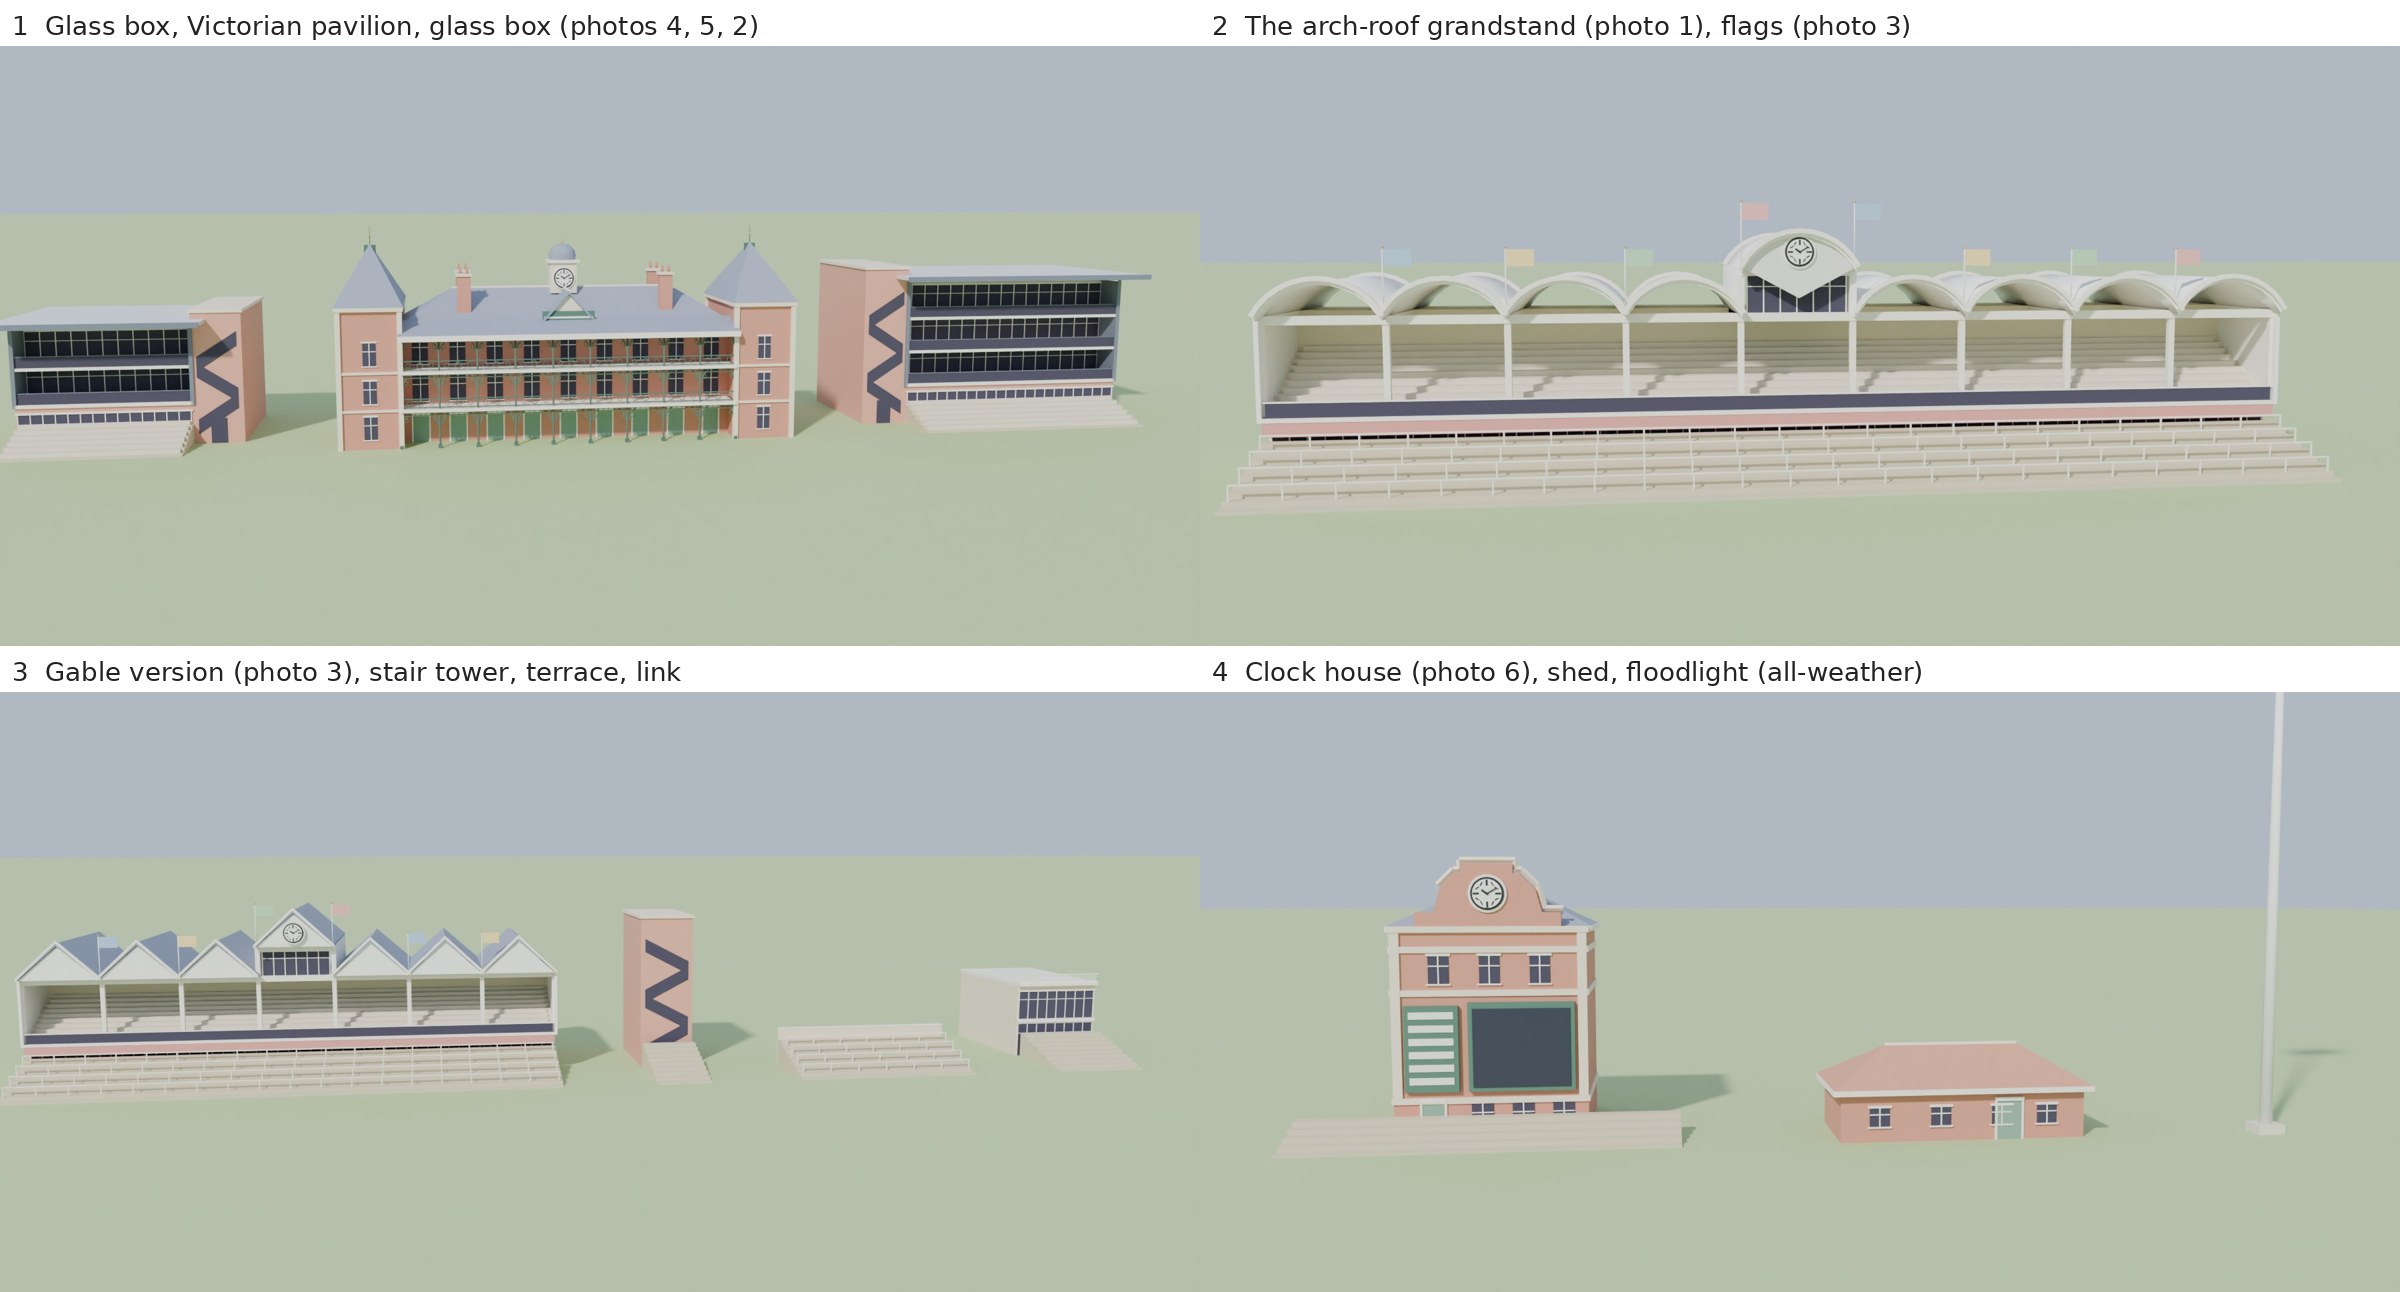 1 Glass box, Victorian pavilion, glass box (photos 4, 5, 2)
2 The arch-roof grandstand (photo 1), flags (photo 3)
3 Gable version (photo 3), stair tower, terrace, link
4 Clock house (photo 6), shed, floodlight (all-weather)